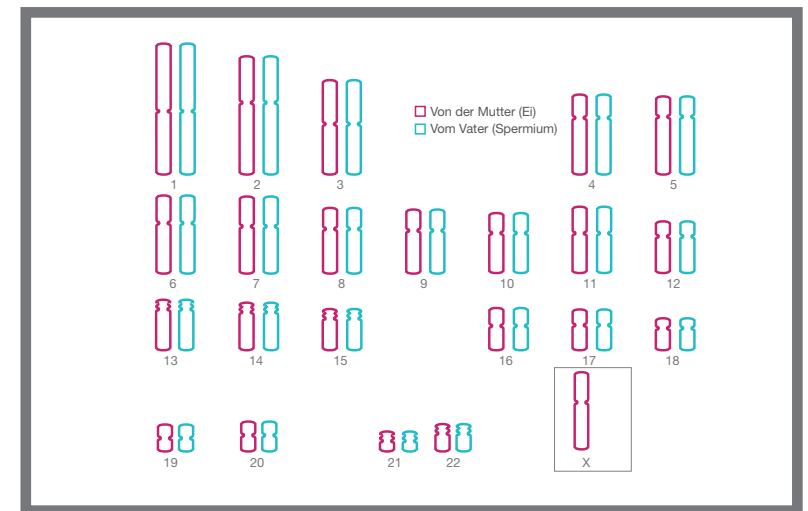 Von der Mutter (Ei)
Vom Vater (Spermium)
1 2 3 4 5
6 7 8 9 10 11 12
13 14 15 16 17 18
19 20 21 22 X